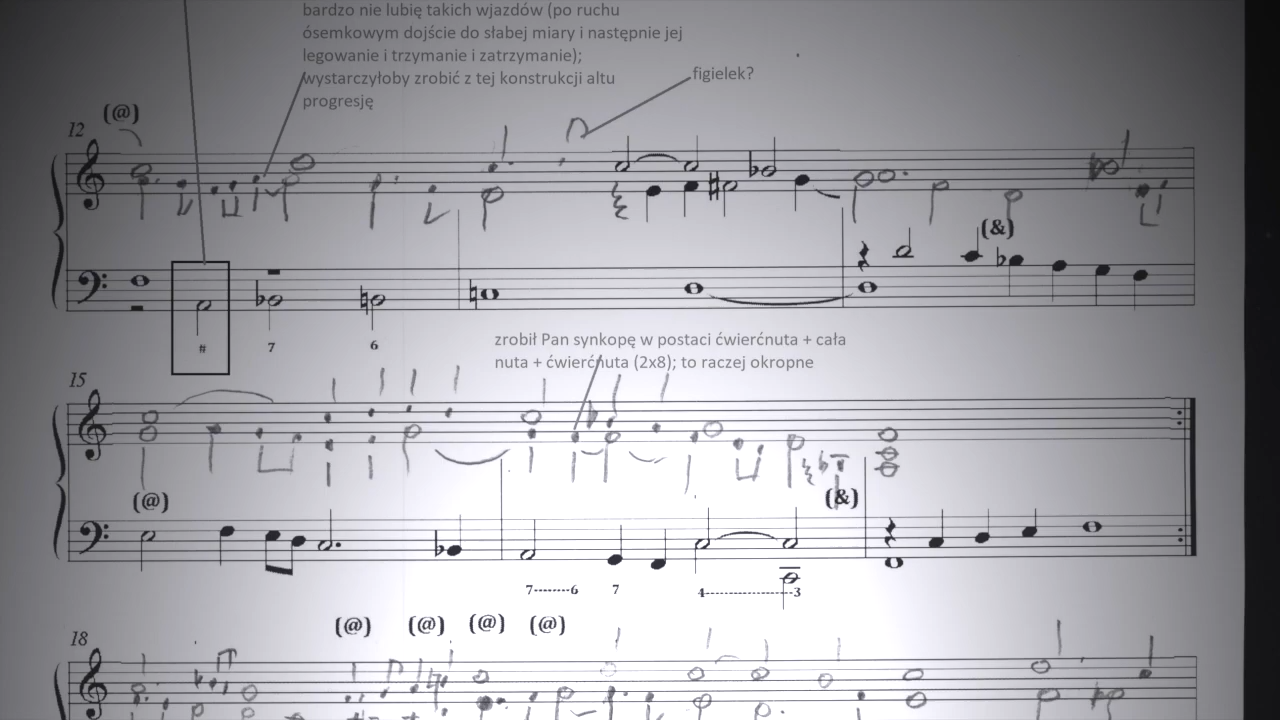 bardzo nie lubię takich wjazdów (po ruchu
ósemkowym dojście do słabej miary i następnie jej
legowanie i trzymanie i zatrzymanie);
wystarczyłoby zrobić z tej konstrukcji altu
progresję
figielek?
(@)
12
(&)
# 7 6
zrobił Pan synkopę w postaci ćwierćnuta + cała
nuta + ćwierćnuta (2x8); to raczej okropne
15
(@)
(&)
7--------6 7 4----------------3
(@) (@) (@) (@)
18